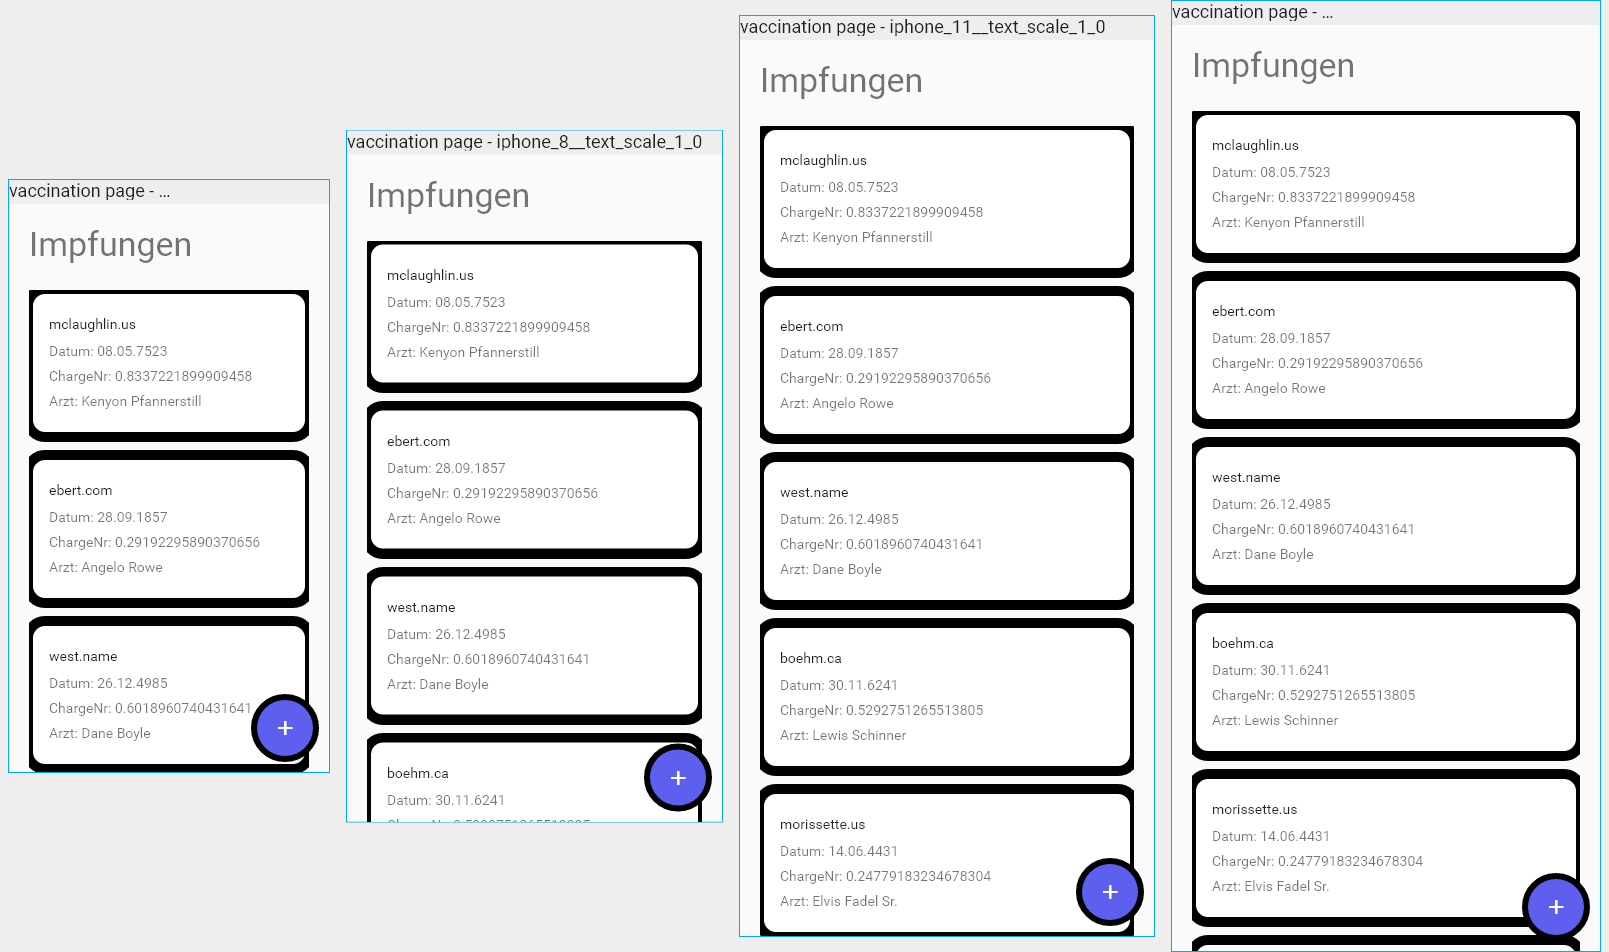 vaccination page - ...
Impfungen
mclaughlin.us
Datum: 08.05.7523
ChargeNr: 0.8337221899909458
Arzt: Kenyon Pfannerstill
ebert.com
Datum: 28.09.1857
ChargeNr: 0.29192295890370656
Arzt: Angelo Rowe
west.name
Datum: 26.12.4985
ChargeNr: 0.6018960740431641
Arzt: Dane Boyle
+
vaccination page - iphone_8__text_scale_1_0
Impfungen
mclaughlin.us
Datum: 08.05.7523
ChargeNr: 0.8337221899909458
Arzt: Kenyon Pfannerstill
ebert.com
Datum: 28.09.1857
ChargeNr: 0.29192295890370656
Arzt: Angelo Rowe
west.name
Datum: 26.12.4985
ChargeNr: 0.6018960740431641
Arzt: Dane Boyle
boehm.ca
Datum: 30.11.6241
+
vaccination page - iphone_11__text_scale_1_0
Impfungen
mclaughlin.us
Datum: 08.05.7523
ChargeNr: 0.8337221899909458
Arzt: Kenyon Pfannerstill
ebert.com
Datum: 28.09.1857
ChargeNr: 0.29192295890370656
Arzt: Angelo Rowe
west.name
Datum: 26.12.4985
ChargeNr: 0.6018960740431641
Arzt: Dane Boyle
boehm.ca
Datum: 30.11.6241
ChargeNr: 0.5292751265513805
Arzt: Lewis Schinner
morissette.us
Datum: 14.06.4431
ChargeNr: 0.24779183234678304
Arzt: Elvis Fadel Sr.
+
vaccination page - ...
Impfungen
mclaughlin.us
Datum: 08.05.7523
ChargeNr: 0.8337221899909458
Arzt: Kenyon Pfannerstill
ebert.com
Datum: 28.09.1857
ChargeNr: 0.29192295890370656
Arzt: Angelo Rowe
west.name
Datum: 26.12.4985
ChargeNr: 0.6018960740431641
Arzt: Dane Boyle
boehm.ca
Datum: 30.11.6241
ChargeNr: 0.5292751265513805
Arzt: Lewis Schinner
morissette.us
Datum: 14.06.4431
ChargeNr: 0.24779183234678304
Arzt: Elvis Fadel Sr.
+